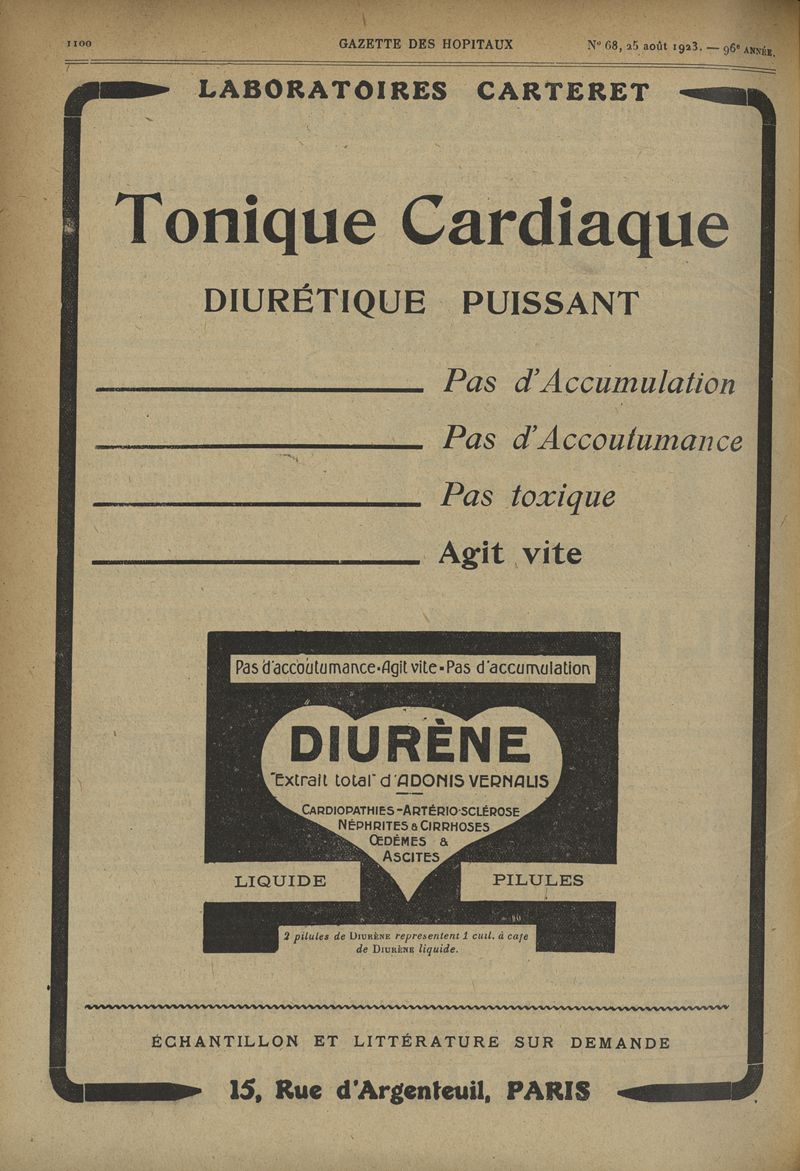 1100 GAZETTE DES HOPITAUX N° 68, 25 août 1923. — 96e ANNÉE.
LABORATOIRES CARTERET
Tonique Cardiaque
DIURÉTIQUE PUISSANT
Pas d'Accumulation
Pas d'Accoutumance
Pas toxique
Agit vite
Pas d'accoutumance-Agit vite-Pas d'accumulation
DIURÈNE
"Extrait total" d'ADONIS VERNALIS
CARDIOPATHIES-ARTÉRIO-SCLÉROSE
NÉPHRITES & CIRRHOSES
ŒDÈMES &
ASCITES
LIQUIDE PILULES
2 pilules de DIURÈNE représentent 1 cuil. à cafe
de DIURÈNE liquide.
ÉCHANTILLON ET LITTÉRATURE SUR DEMANDE
15, Rue d'Argenteuil, PARIS